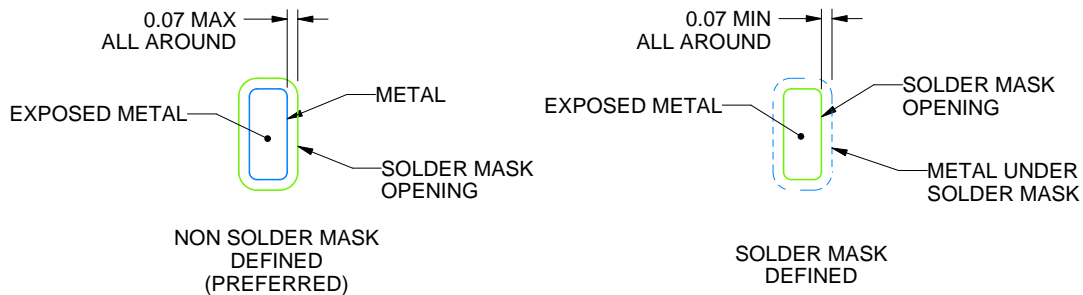 0.07 MAX
ALL AROUND
EXPOSED METAL
METAL
SOLDER MASK
OPENING
NON SOLDER MASK
DEFINED
(PREFERRED)
0.07 MIN
ALL AROUND
EXPOSED METAL
SOLDER MASK
OPENING
METAL UNDER
SOLDER MASK
SOLDER MASK
DEFINED